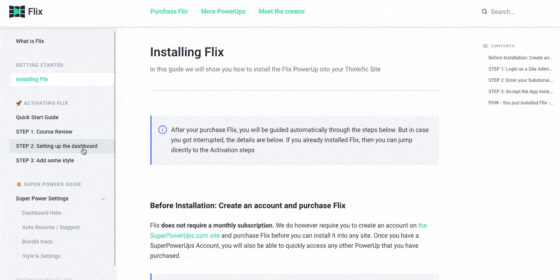 Flix
Purchase Flix
More PowerUps
Meet the creator
Search...
What is Flix
GETTING STARTED
Installing Flix
ACTIVATING FLIX
Quick Start Guide
STEP 1: Course Review
STEP 2: Setting up the dashboard
STEP 3: Add some style
SUPER POWERS GUIDE
Super Power Settings
Dashboard Hide
Auto Resume / Suggest
Bundle track
Style & Settings
Installing Flix
In this guide we will show you how to install the Flix PowerUp into your Thinkific Site
After your purchase Flix, you will be guided automatically through the steps below. But in case
you got interrupted, the details are below. If you already installed Flix, then you can jump
directly to the Activation steps
Before Installation: Create an account and purchase Flix
Flix does not require a monthly subscription. We do however require you to create an account on the
SuperPowerUps.com site and purchase Flix before you can install it into any site. Once you have a
SuperPowerUps Account, you will also be able to quickly access any other PowerUp that you have
purchased.
CONTENTS
Before Installation: Create an...
STEP 1: Login as a Site Admi...
STEP 2: Enter your Subdomai...
STEP 3: Accept the App Instal...
POW - You just installed Flix -...